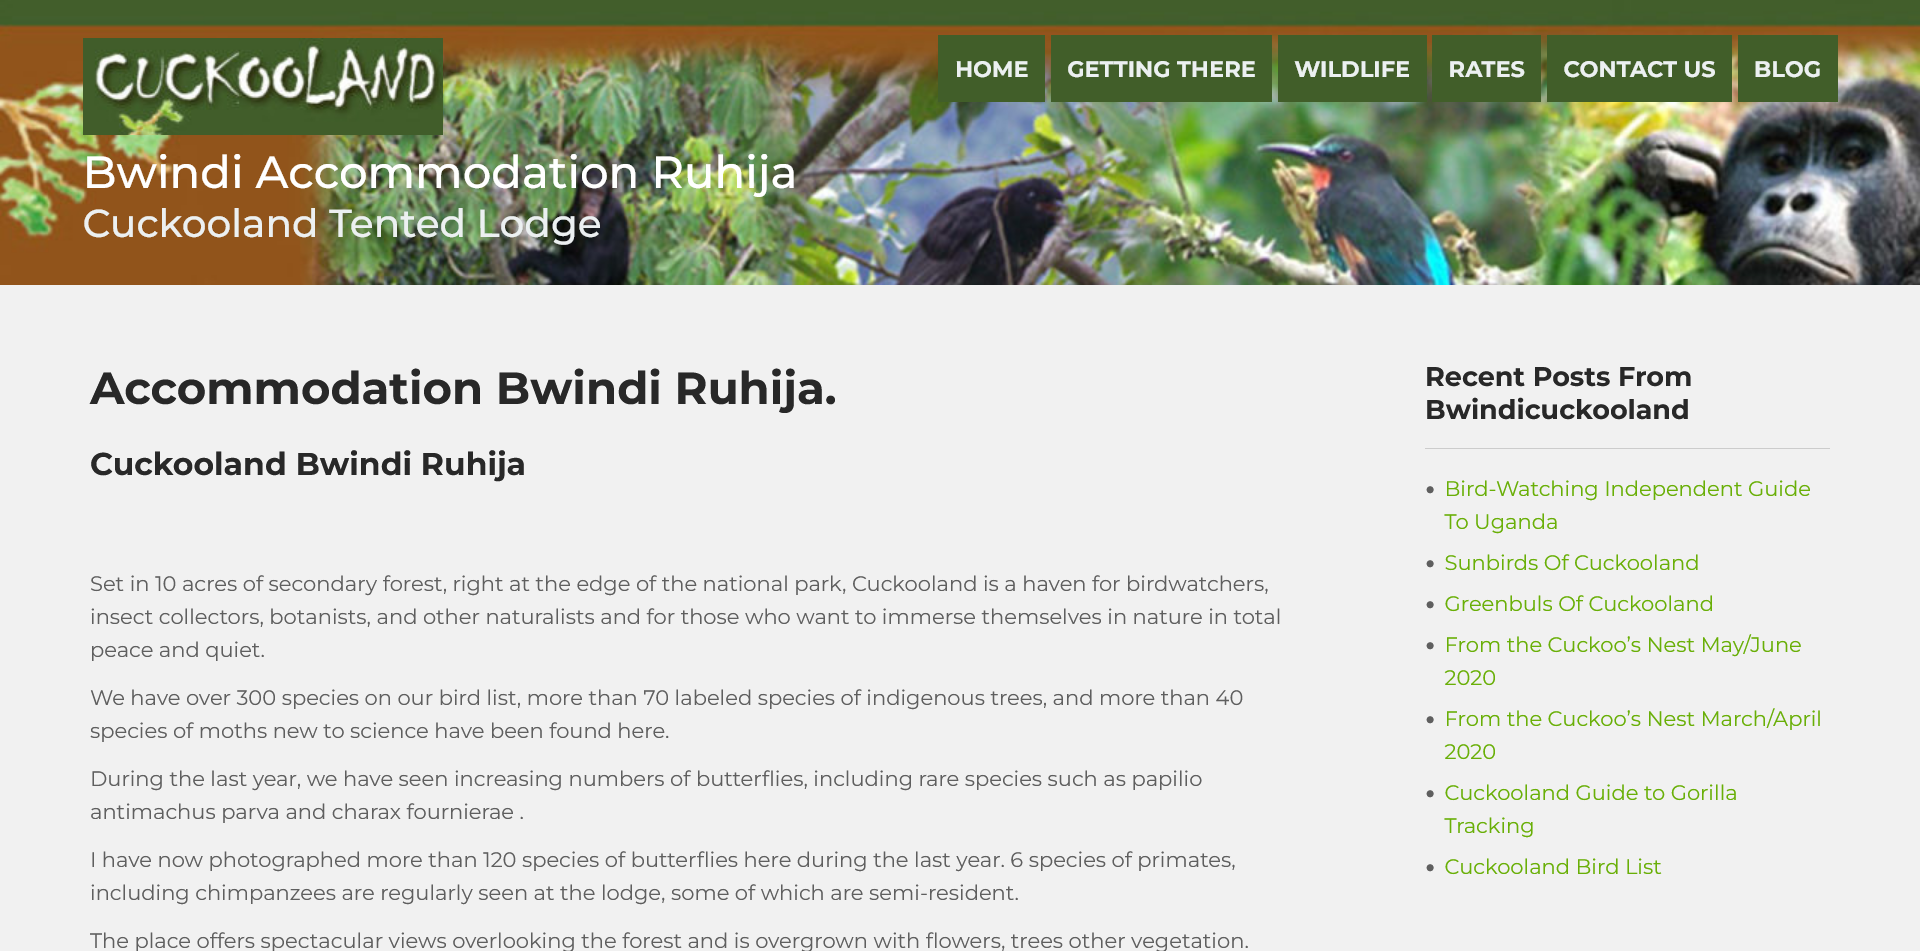 CUCKOOLAND
HOME
GETTING THERE
WILDLIFE
RATES
CONTACT US
BLOG
Bwindi Accommodation Ruhija
Cuckooland Tented Lodge
Accommodation Bwindi Ruhija.
Cuckooland Bwindi Ruhija
Set in 10 acres of secondary forest, right at the edge of the national park, Cuckooland is a haven for birdwatchers,
insect collectors, botanists, and other naturalists and for those who want to immerse themselves in nature in total
peace and quiet.
We have over 300 species on our bird list, more than 70 labeled species of indigenous trees, and more than 40
species of moths new to science have been found here.
During the last year, we have seen increasing numbers of butterflies, including rare species such as papilio
antimachus parva and charax fournierae .
I have now photographed more than 120 species of butterflies here during the last year. 6 species of primates,
including chimpanzees are regularly seen at the lodge, some of which are semi-resident.
The place offers spectacular views overlooking the forest and is overgrown with flowers, trees other vegetation.
Recent Posts From
Bwindicuckooland
Bird-Watching Independent Guide
To Uganda
Sunbirds Of Cuckooland
Greenbuls Of Cuckooland
From the Cuckoo’s Nest May/June
2020
From the Cuckoo’s Nest March/April
2020
Cuckooland Guide to Gorilla
Tracking
Cuckooland Bird List